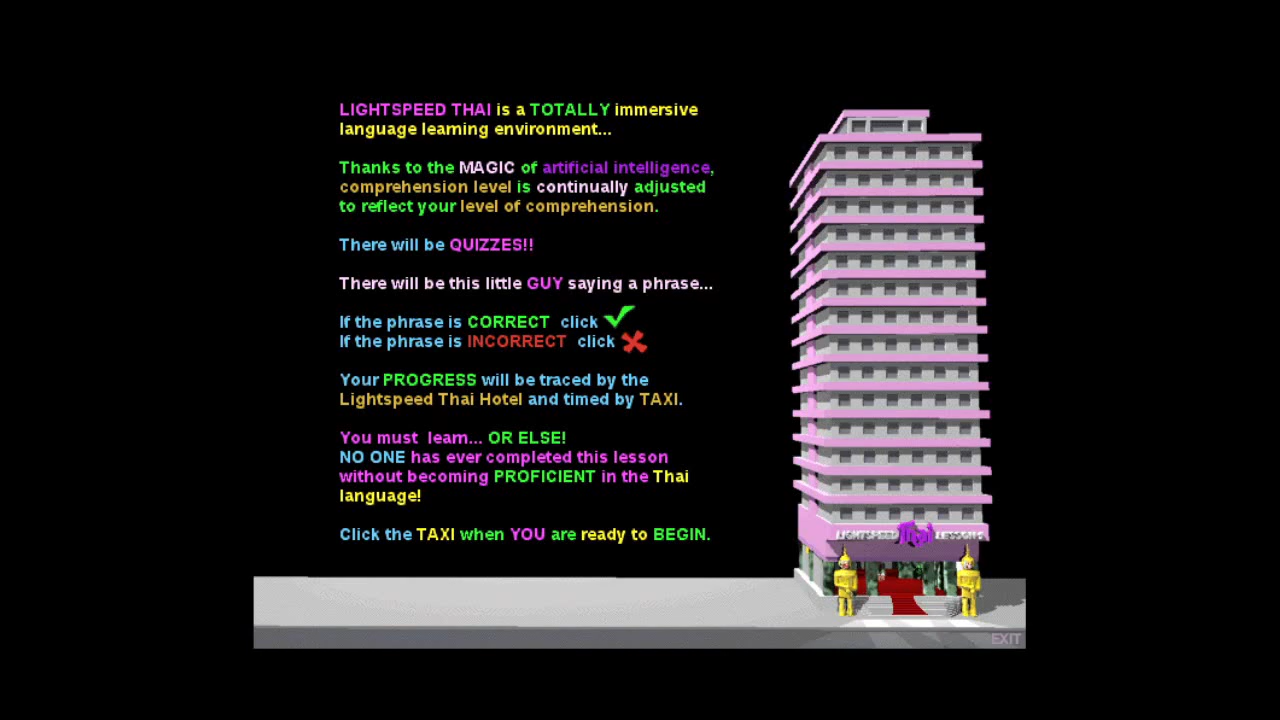 LIGHTSPEED THAI is a TOTALLY immersive
language learning environment...
Thanks to the MAGIC of artificial intelligence,
comprehension level is continually adjusted
to reflect your level of comprehension.
There will be QUIZZES!!
There will be this little GUY saying a phrase...
If the phrase is CORRECT click
If the phrase is INCORRECT click
Your PROGRESS will be traced by the
Lightspeed Thai Hotel and timed by TAXI.
You must learn... OR ELSE!
NO ONE has ever completed this lesson
without becoming PROFICIENT in the Thai
language!
Click the TAXI when YOU are ready to BEGIN.
LIGHTSPEED Thai LESSONS
EXIT